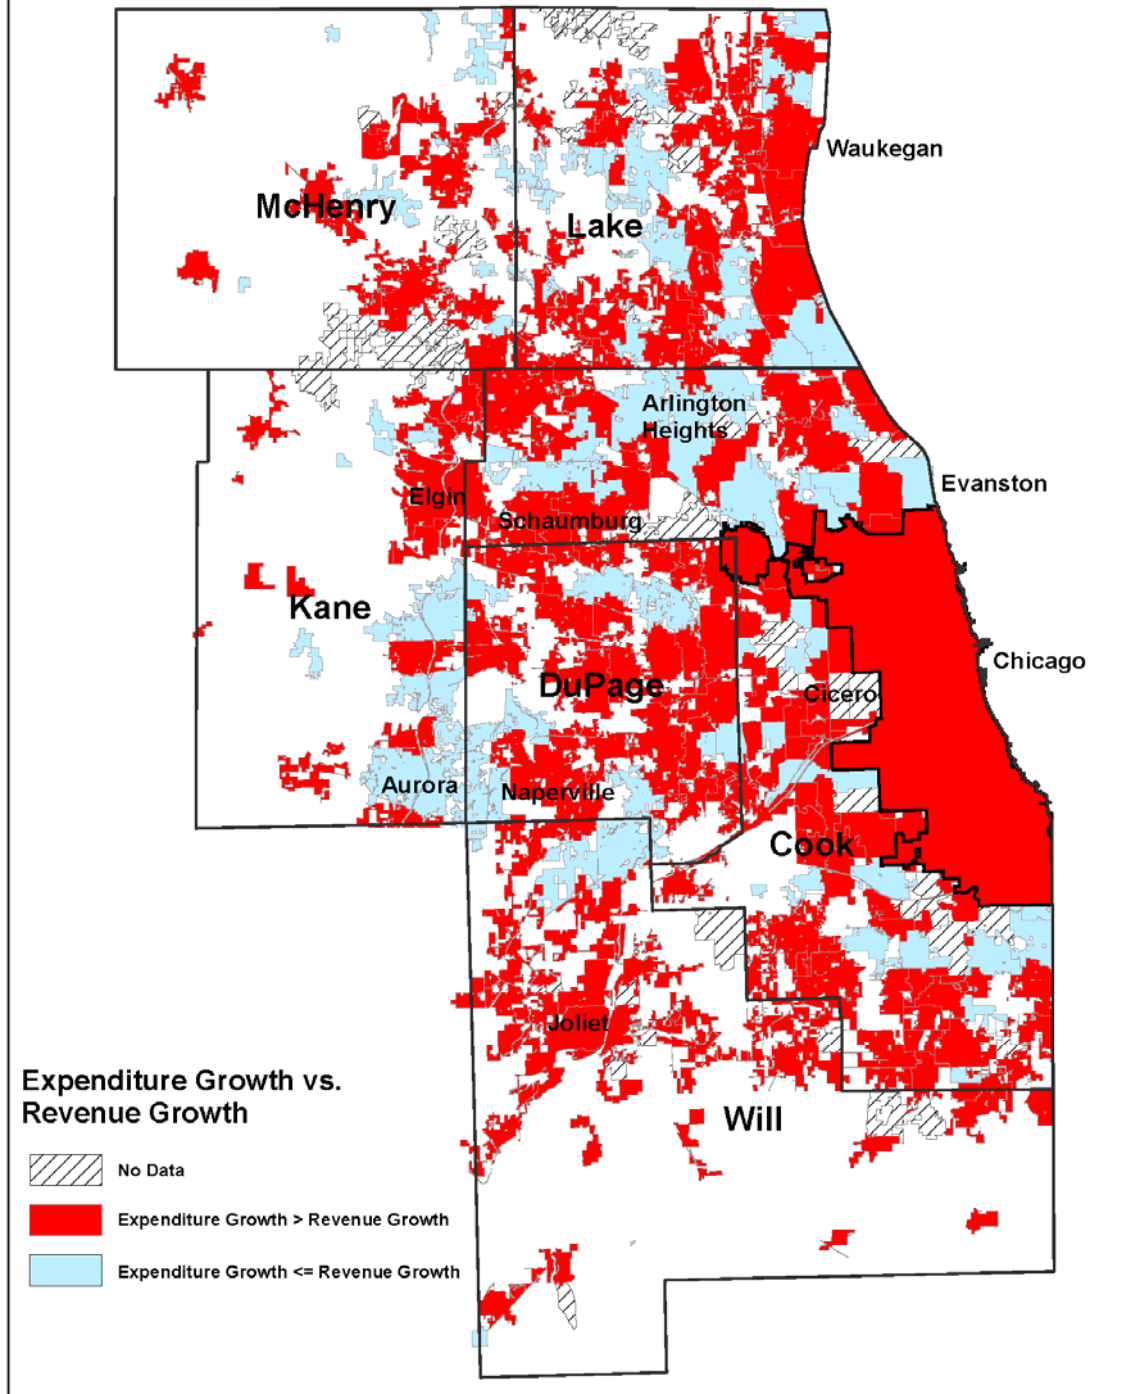 Waukegan
McHenry
Lake
Arlington
Heights
Evanston
Elgin
Schaumburg
Kane
Chicago
DuPage
Cicero
Aurora
Naperville
Cook
Joliet
Will
Expenditure Growth vs.
Revenue Growth
No Data
Expenditure Growth > Revenue Growth
Expenditure Growth <= Revenue Growth